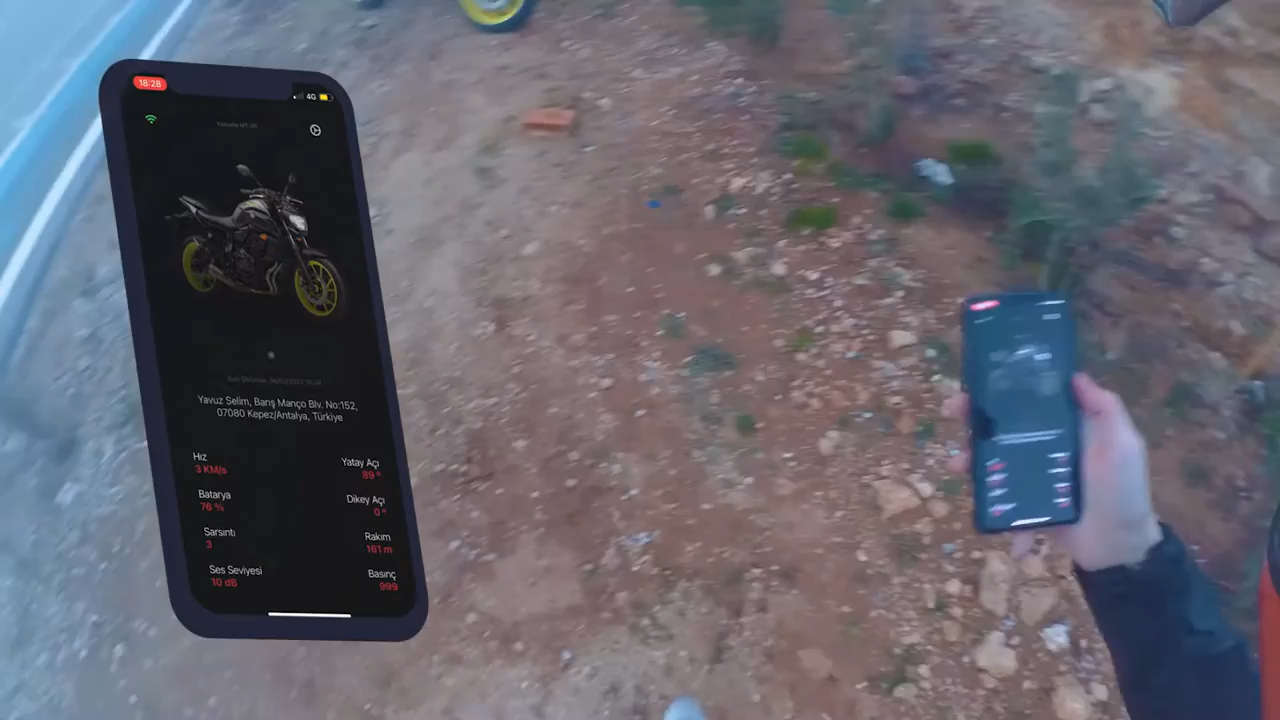 18:28
4G
Yavuz Selim, Barış Manço Blv. No:152,
07080 Kepez/Antalya, Türkiye
Hız
3 KM/s
Yatay Açı
89 °
Batarya
76 %
Dikey Açı
0 °
Sarsıntı
3
Rakım
161 m
Ses Seviyesi
10 dB
Basınç
999